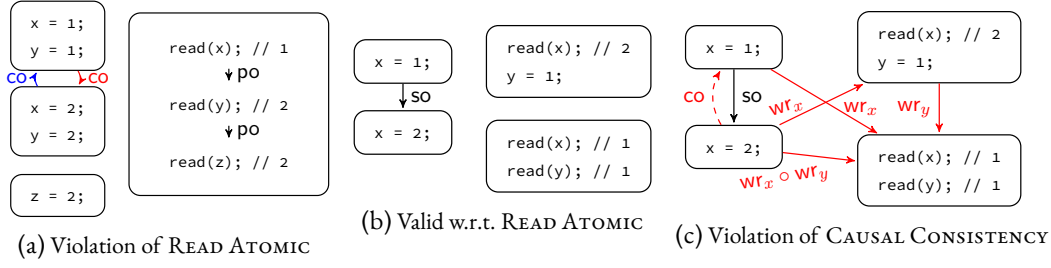 x = 1;
y = 1;
co
co
x = 2;
y = 2;
z = 2;
read(x); // 1
po
read(y); // 2
po
read(z); // 2
(a) Violation of READ ATOMIC
x = 1;
so
x = 2;
read(x); // 2
y = 1;
read(x); // 1
read(y); // 1
(b) Valid w.r.t. READ ATOMIC
x = 1;
co
so
x = 2;
wrₓ
wrₓ
wr_y
wrₓ ∘ wr_y
read(x); // 2
y = 1;
read(x); // 1
read(y); // 1
(c) Violation of CAUSAL CONSISTENCY